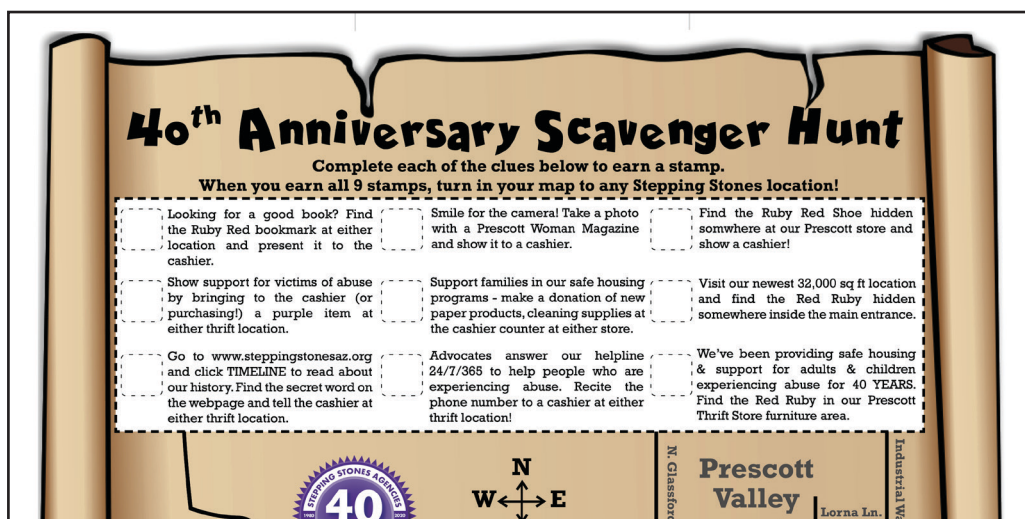 40th Anniversary Scavenger Hunt
Complete each of the clues below to earn a stamp.
When you earn all 9 stamps, turn in your map to any Stepping Stones location!
Looking for a good book? Find
the Ruby Red bookmark at either
location and present it to the
cashier.
Smile for the camera! Take a photo
with a Prescott Woman Magazine
and show it to a cashier.
Find the Ruby Red Shoe hidden
somwhere at our Prescott store and
show a cashier!
Show support for victims of abuse
by bringing to the cashier (or
purchasing!) a purple item at
either thrift location.
Support families in our safe housing
programs - make a donation of new
paper products, cleaning supplies at
the cashier counter at either store.
Visit our newest 32,000 sq ft location
and find the Red Ruby hidden
somewhere inside the main entrance.
Go to www.steppingstonesaz.org
and click TIMELINE to read about
our history. Find the secret word on
the webpage and tell the cashier at
either thrift location.
Advocates answer our helpline
24/7/365 to help people who are
experiencing abuse. Recite the
phone number to a cashier at either
thrift location!
We've been providing safe housing
& support for adults & children
experiencing abuse for 40 YEARS.
Find the Red Ruby in our Prescott
Thrift Store furniture area.
STEPPING STONES AGENCIES
40
1980
2020
N
W E
N. Glassford
Prescott
Valley
Lorna Ln.
Industrial